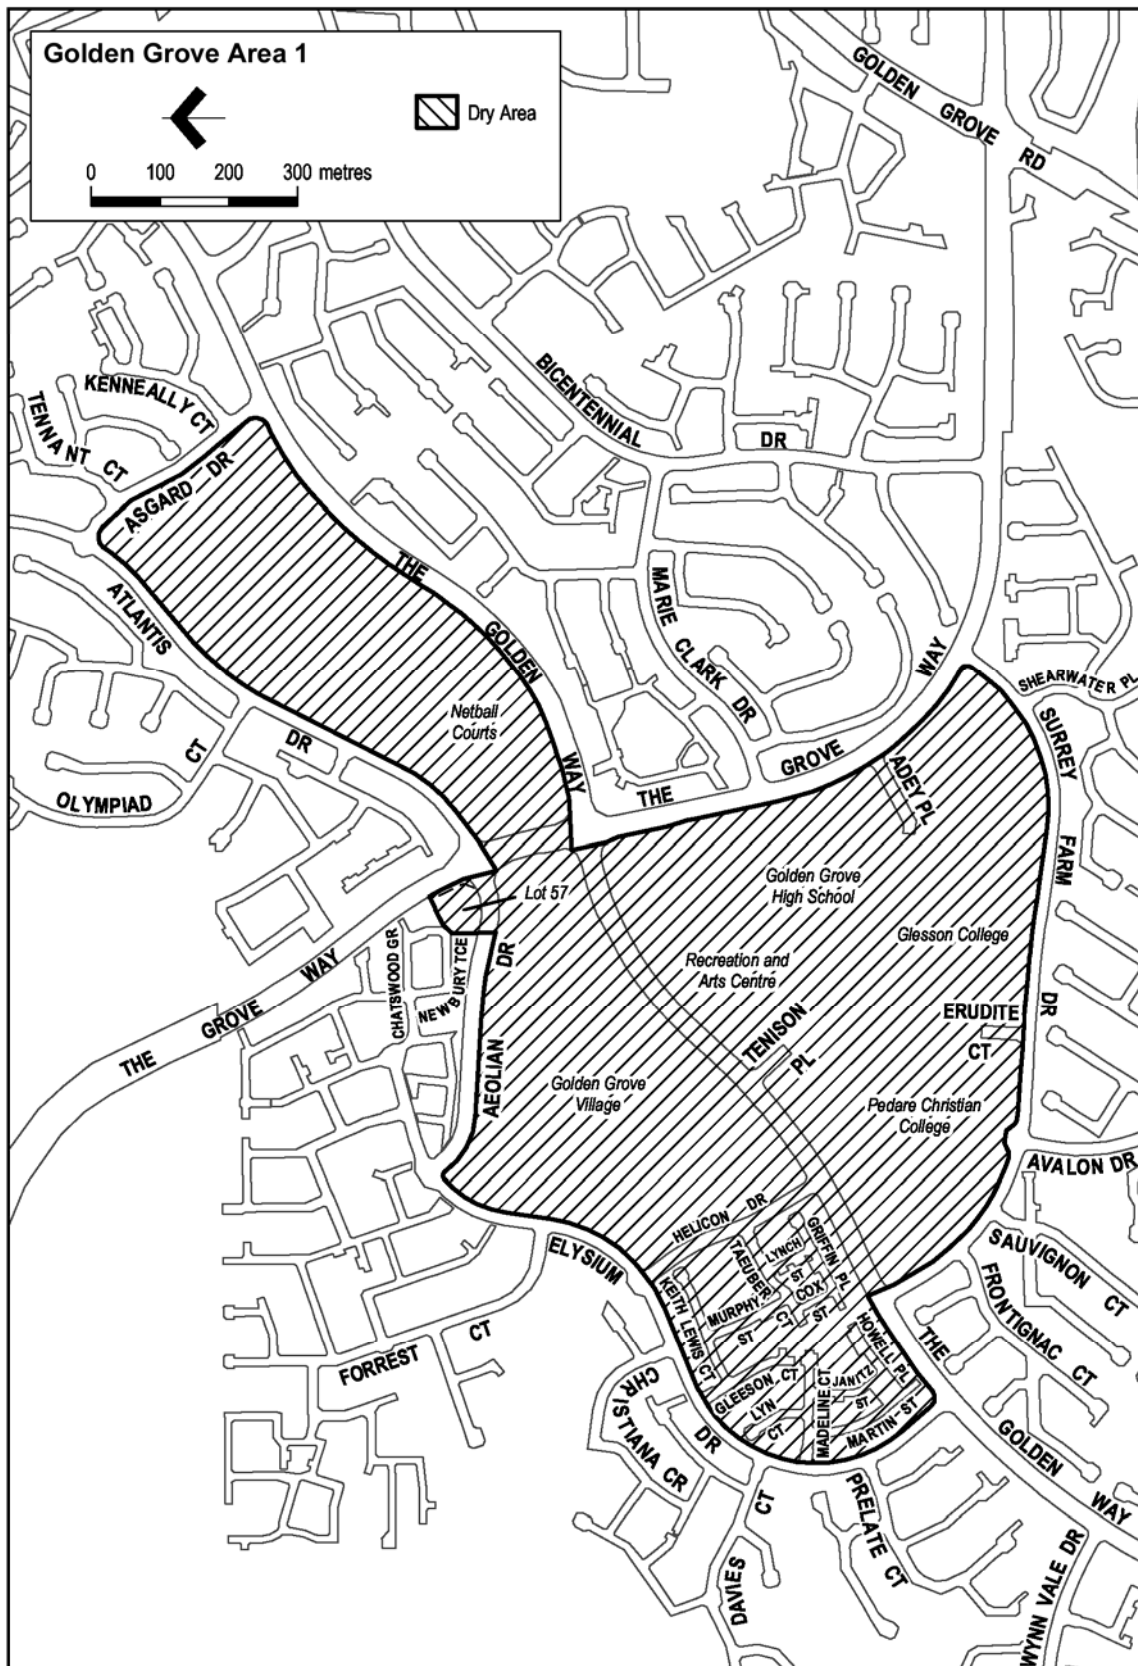 Golden Grove Area 1
Dry Area
0 100 200 300 metres
GOLDEN GROVE RD
BICENTENNIAL DR
KENNEALLY CT
TENNANT CT
ASGARD DR
ATLANTIS DR
THE GOLDEN WAY
MARIE CLARK DR
THE GROVE WAY
SHEARWATER PL
SURREY FARM DR
ADEY PL
Netball
Courts
OLYMPIAD CT
Golden Grove
High School
Lot 57
Glesson College
Recreation and
Arts Centre
CHATSWOOD GR
NEWBURY TCE
THE GROVE WAY
AEOLIAN DR
ERUDITE CT
TENISON PL
Golden Grove
Village
Pedare Christian
College
AVALON DR
HELICON DR
ELYSIUM DR
TAEUBER CT
LYNCH ST
GRIFFIN PL
COX ST
MURPHY ST
KEITH LEWIS CT
HOWELL PL
GLEESON CT
JANITZ ST
LYN CT
MADELINE CT
MARTIN ST
SAUVIGNON CT
FRONTIGNAC CT
THE GOLDEN WAY
FORREST CT
CHRISTIANA CR
PRELATE CT
DAVIES CT
WYNN VALE DR